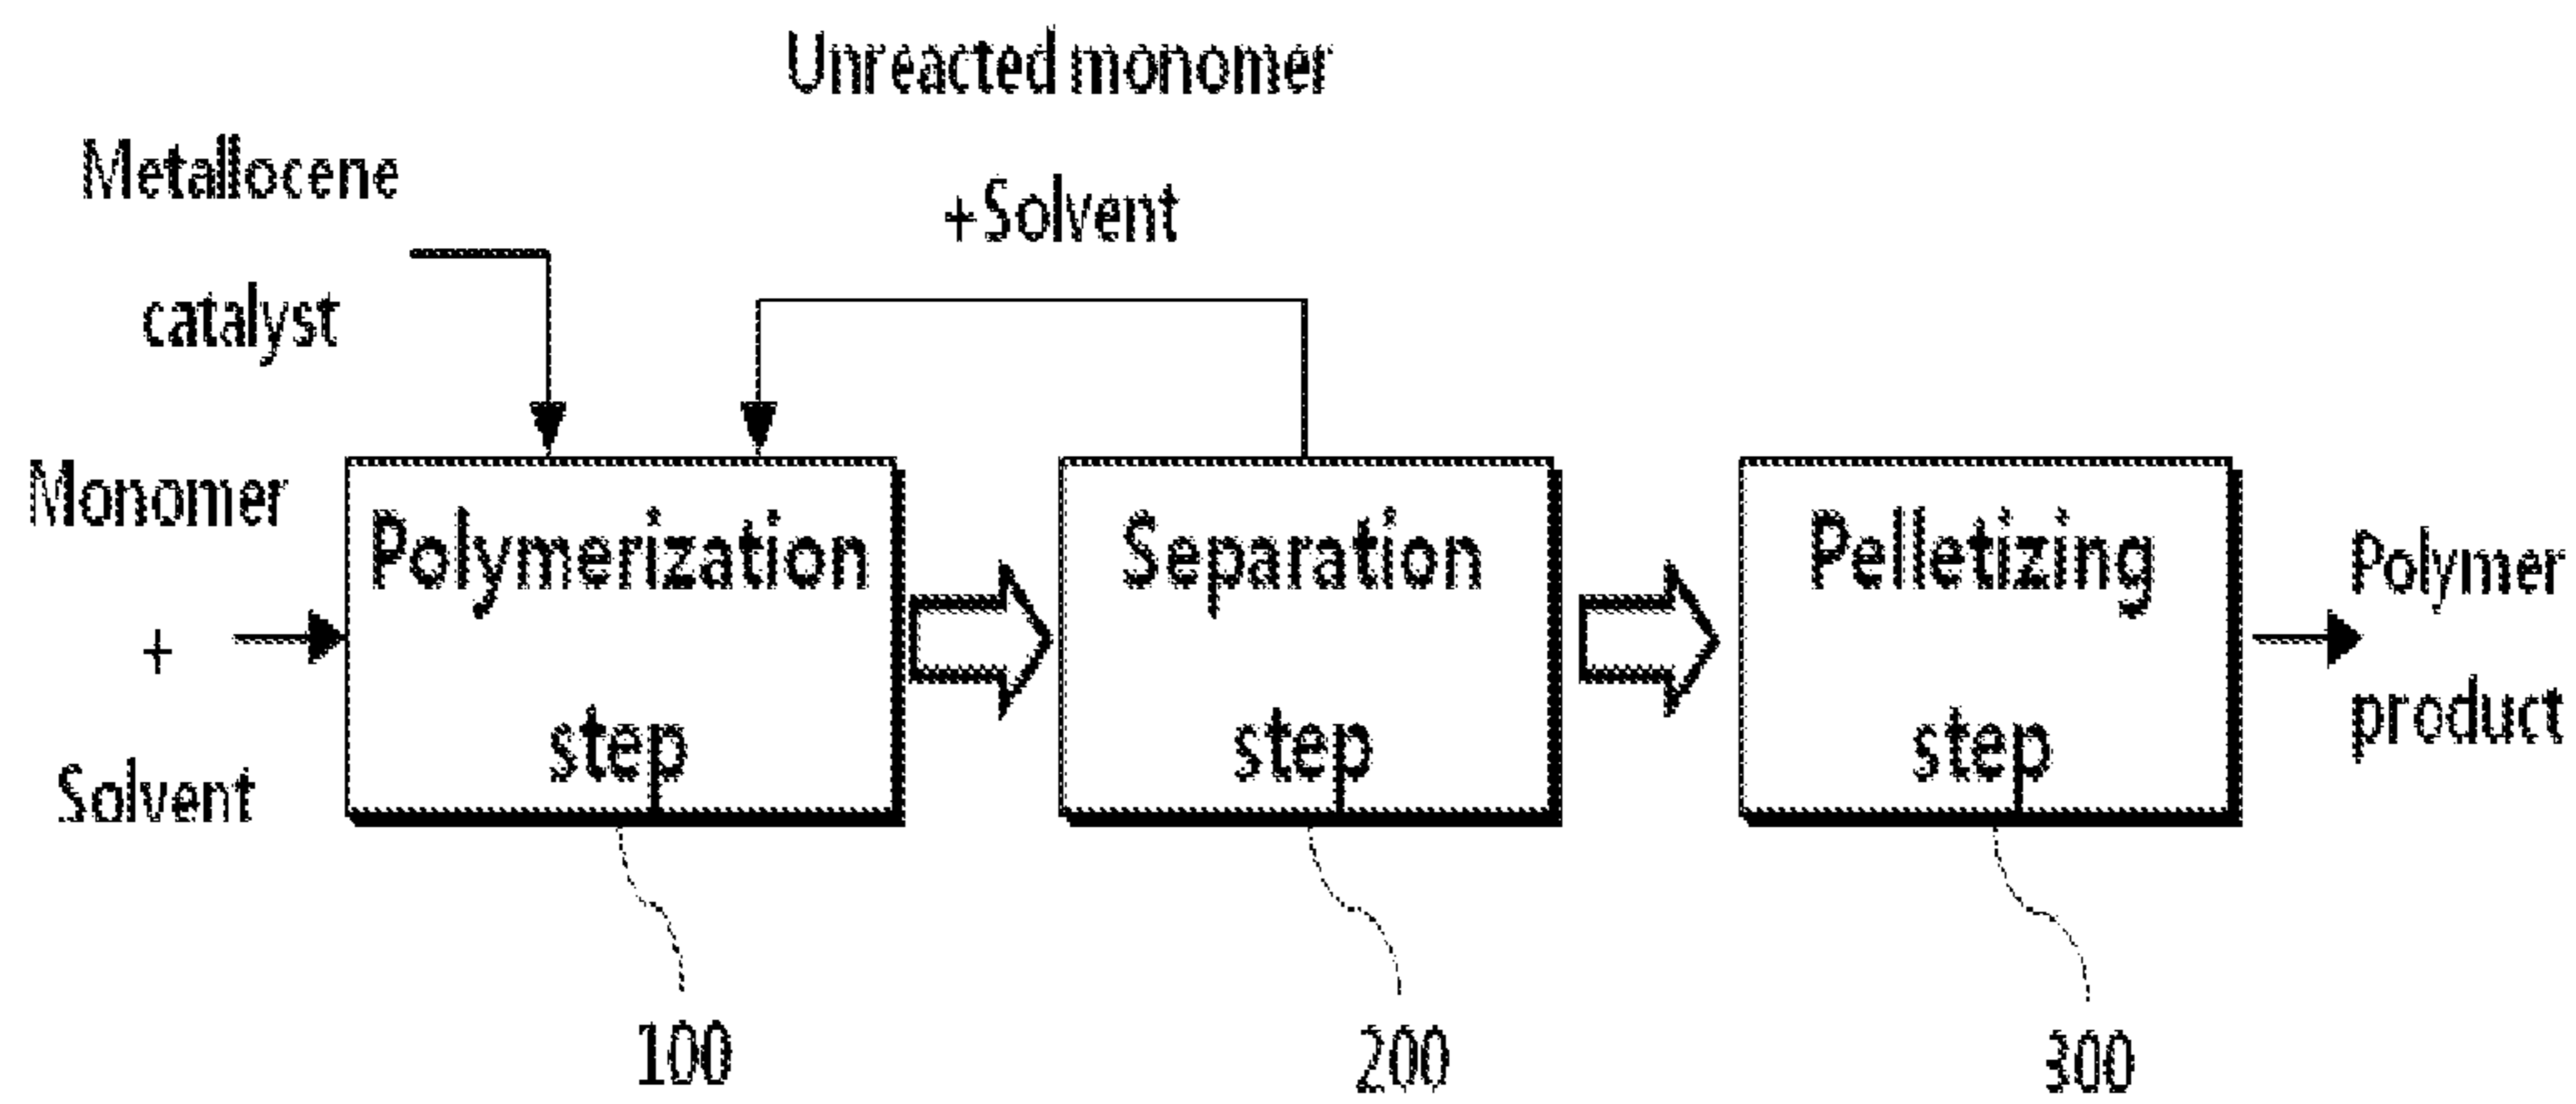 Unreacted monomer
+Solvent
Metallocene
catalyst
Monomer
+
Solvent
Polymerization
step
Separation
step
Pelletizing
step
Polymer
product
100
200
300